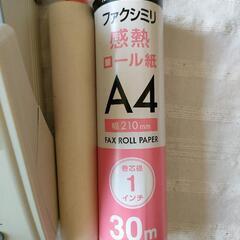 ファクシミリ
感熱
ロール紙
A4
幅210mm
FAX ROLL PAPER
巻芯径
1
インチ
30m